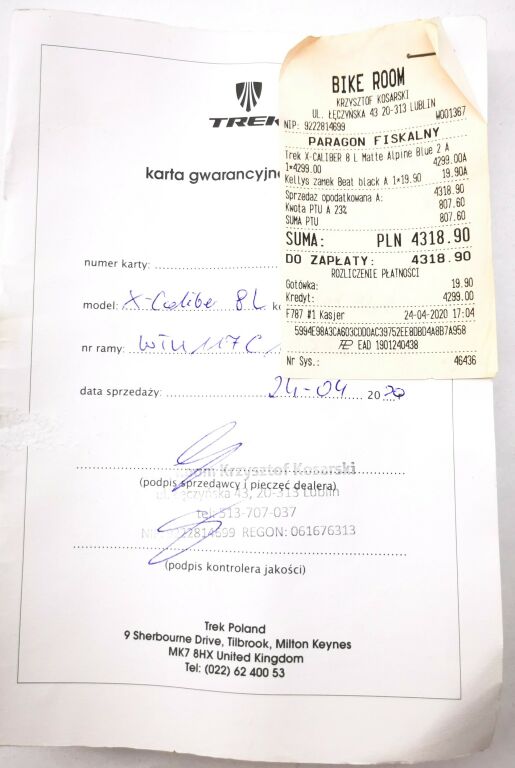 TREK
karta gwarancyjn
numer karty:
model: X-Caliber 8L
nr ramy: WTU 117 C
data sprzedaży: 24-04 2020
Krzysztof Kosarski
(podpis sprzedawcy i pieczęć dealera)
ul. Łęczyńska 43, 20-313 Lublin
tel. 513-707-037
9222814699 REGON: 061676313
(podpis kontrolera jakości)
Trek Poland
9 Sherbourne Drive, Tilbrook, Milton Keynes
MK7 8HX United Kingdom
Tel: (022) 62 400 53
BIKE ROOM
KRZYSZTOF KOSARSKI
UL. ŁĘCZYŃSKA 43 20-313 LUBLIN
NIP: 9222814699 W001367
PARAGON FISKALNY
Trek X-CALIBER 8 L Matte Alpine Blue 2 A
1*4299.00 4299.00A
Kellys zamek Beat black A 1*19.90 19.90A
Sprzedaż opodatkowana A: 4318.90
Kwota PTU A 23% 807.60
SUMA PTU 807.60
SUMA: PLN 4318.90
DO ZAPŁATY: 4318.90
ROZLICZENIE PŁATNOŚCI
Gotówka: 19.90
Kredyt: 4299.00
F787 #1 Kasjer 24-04-2020 17:04
5994E98A3CA603CDDDAC39752EE8DBD4A8B7A958
EAD 1901240438
Nr Sys.: 46436